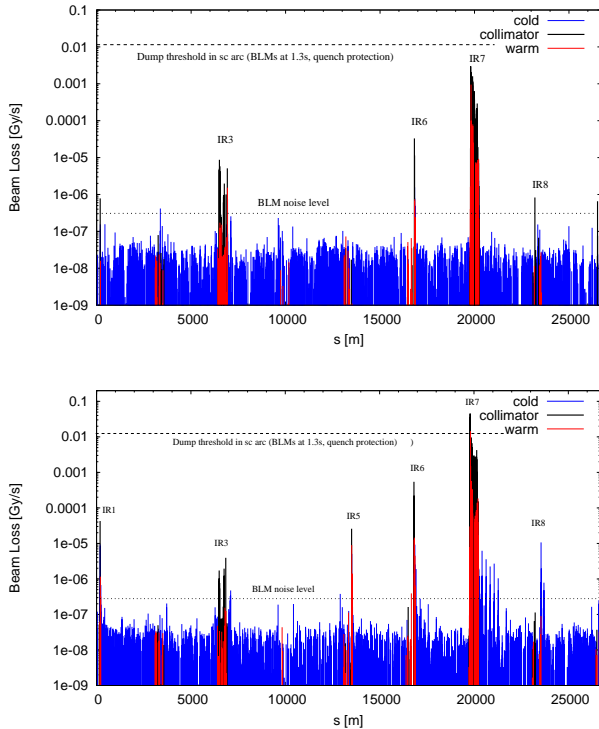 0.1
cold
IR7
collimator
0.01
warm
Dump threshold in sc arc (BLMs at 1.3s, quench protection)
0.001
Beam Loss [Gy/s]
0.0001
IR6
IR3
1e-05
IR8
1e-06
BLM noise level
1e-07
1e-08
1e-09
0 5000 10000 15000 20000 25000
s [m]
0.1
IR7
cold
collimator
0.01
warm
Dump threshold in sc arc (BLMs at 1.3s, quench protection) )
0.001
Beam Loss [Gy/s]
IR6
0.0001
IR1
IR5
IR8
1e-05
IR3
1e-06
BLM noise level
1e-07
1e-08
1e-09
0 5000 10000 15000 20000 25000
s [m]